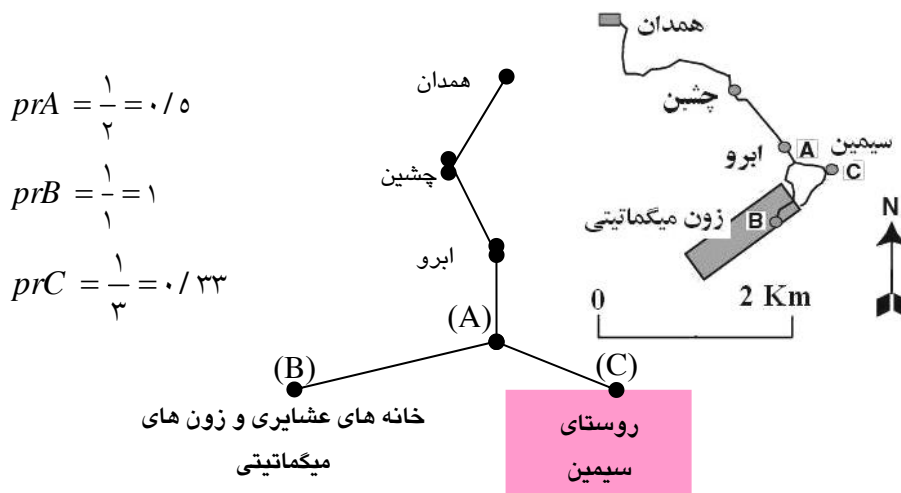 prA = ۱/۲ = ۰/۵
prB = ۱/۱ = ۱
prC = ۱/۳ = ۰/۳۳
همدان
چشین
ابرو
(A)
(B)
(C)
خانه های عشایری و زون های
میگماتیتی
روستای
سیمین
همدان
چشین
ابرو
A
سیمین
C
زون میگماتیتی
B
N
0
2 Km